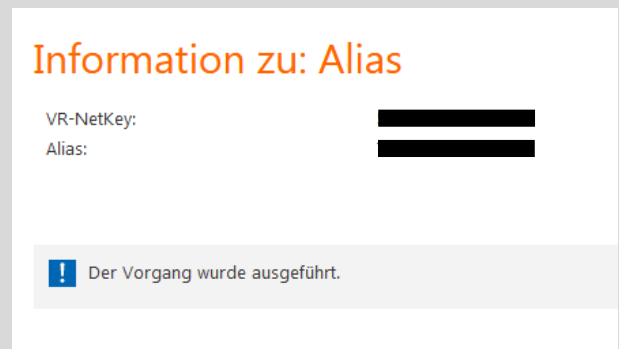 Information zu: Alias
VR-NetKey:
Alias:
Der Vorgang wurde ausgeführt.